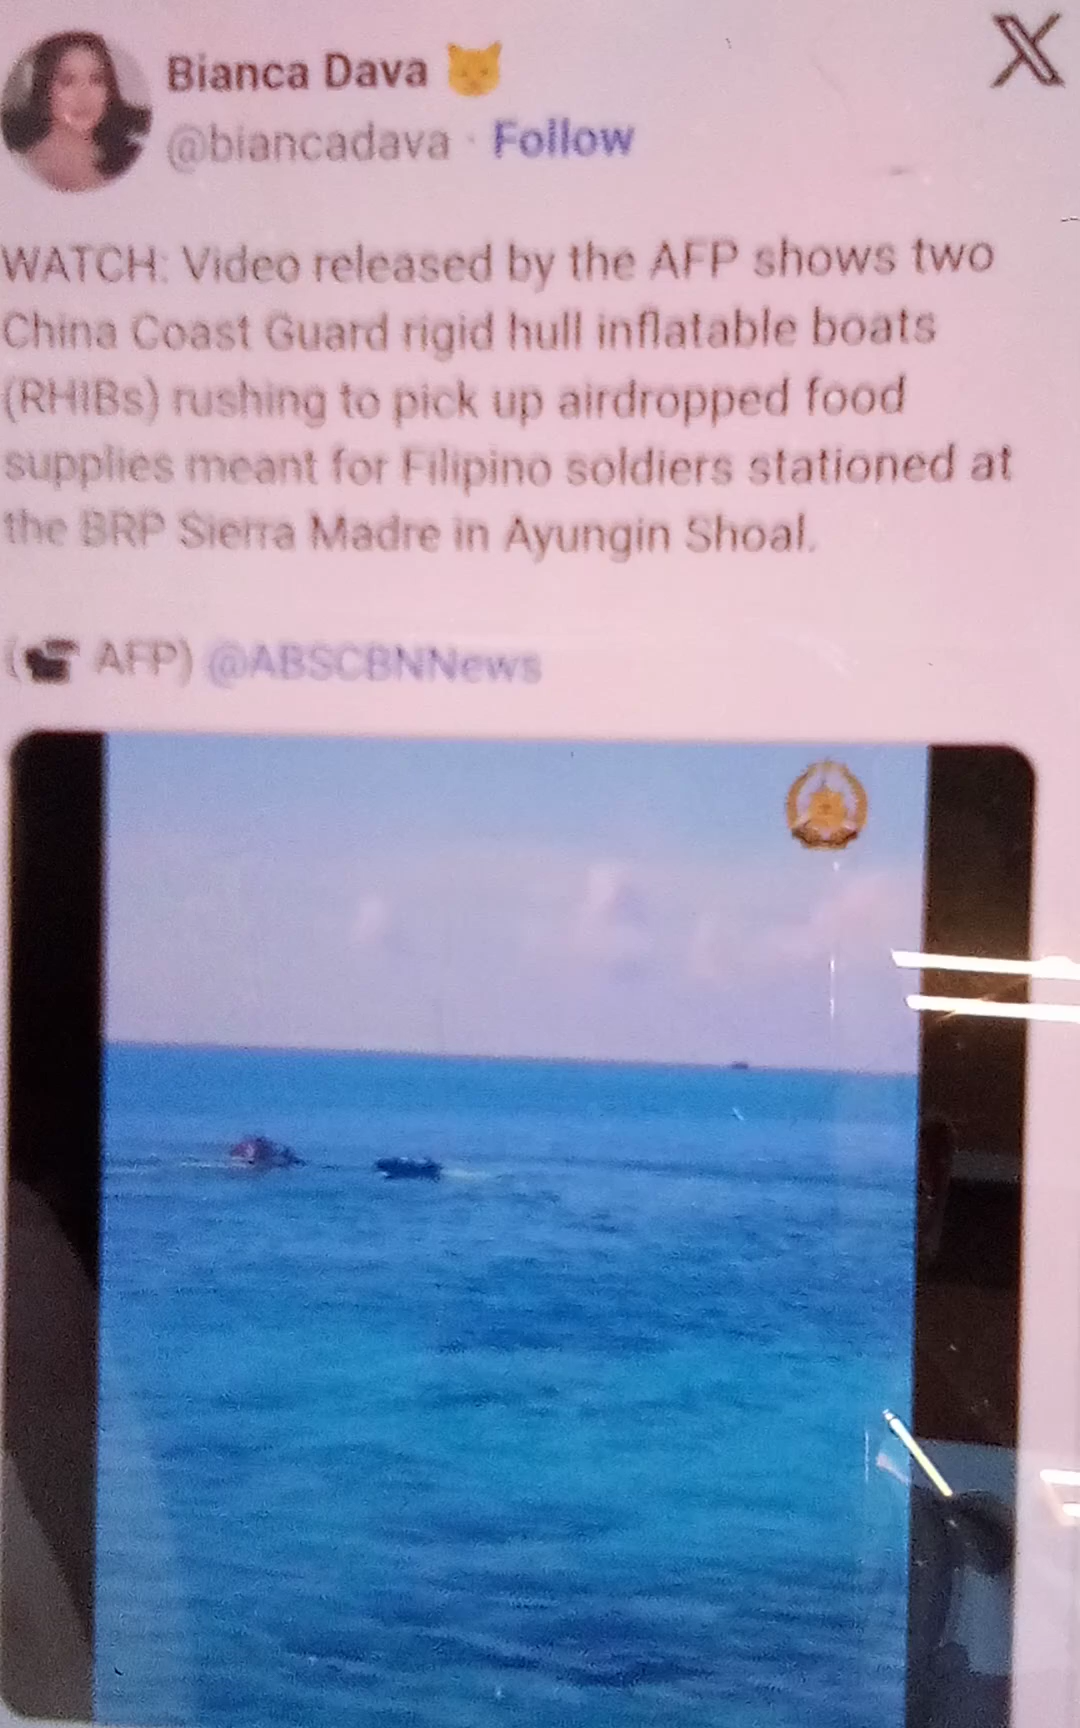 Bianca Dava
@biancadava · Follow
WATCH: Video released by the AFP shows two
China Coast Guard rigid hull inflatable boats
(RHIBs) rushing to pick up airdropped food
supplies meant for Filipino soldiers stationed at
the BRP Sierra Madre in Ayungin Shoal.
( AFP) @ABSCBNNews